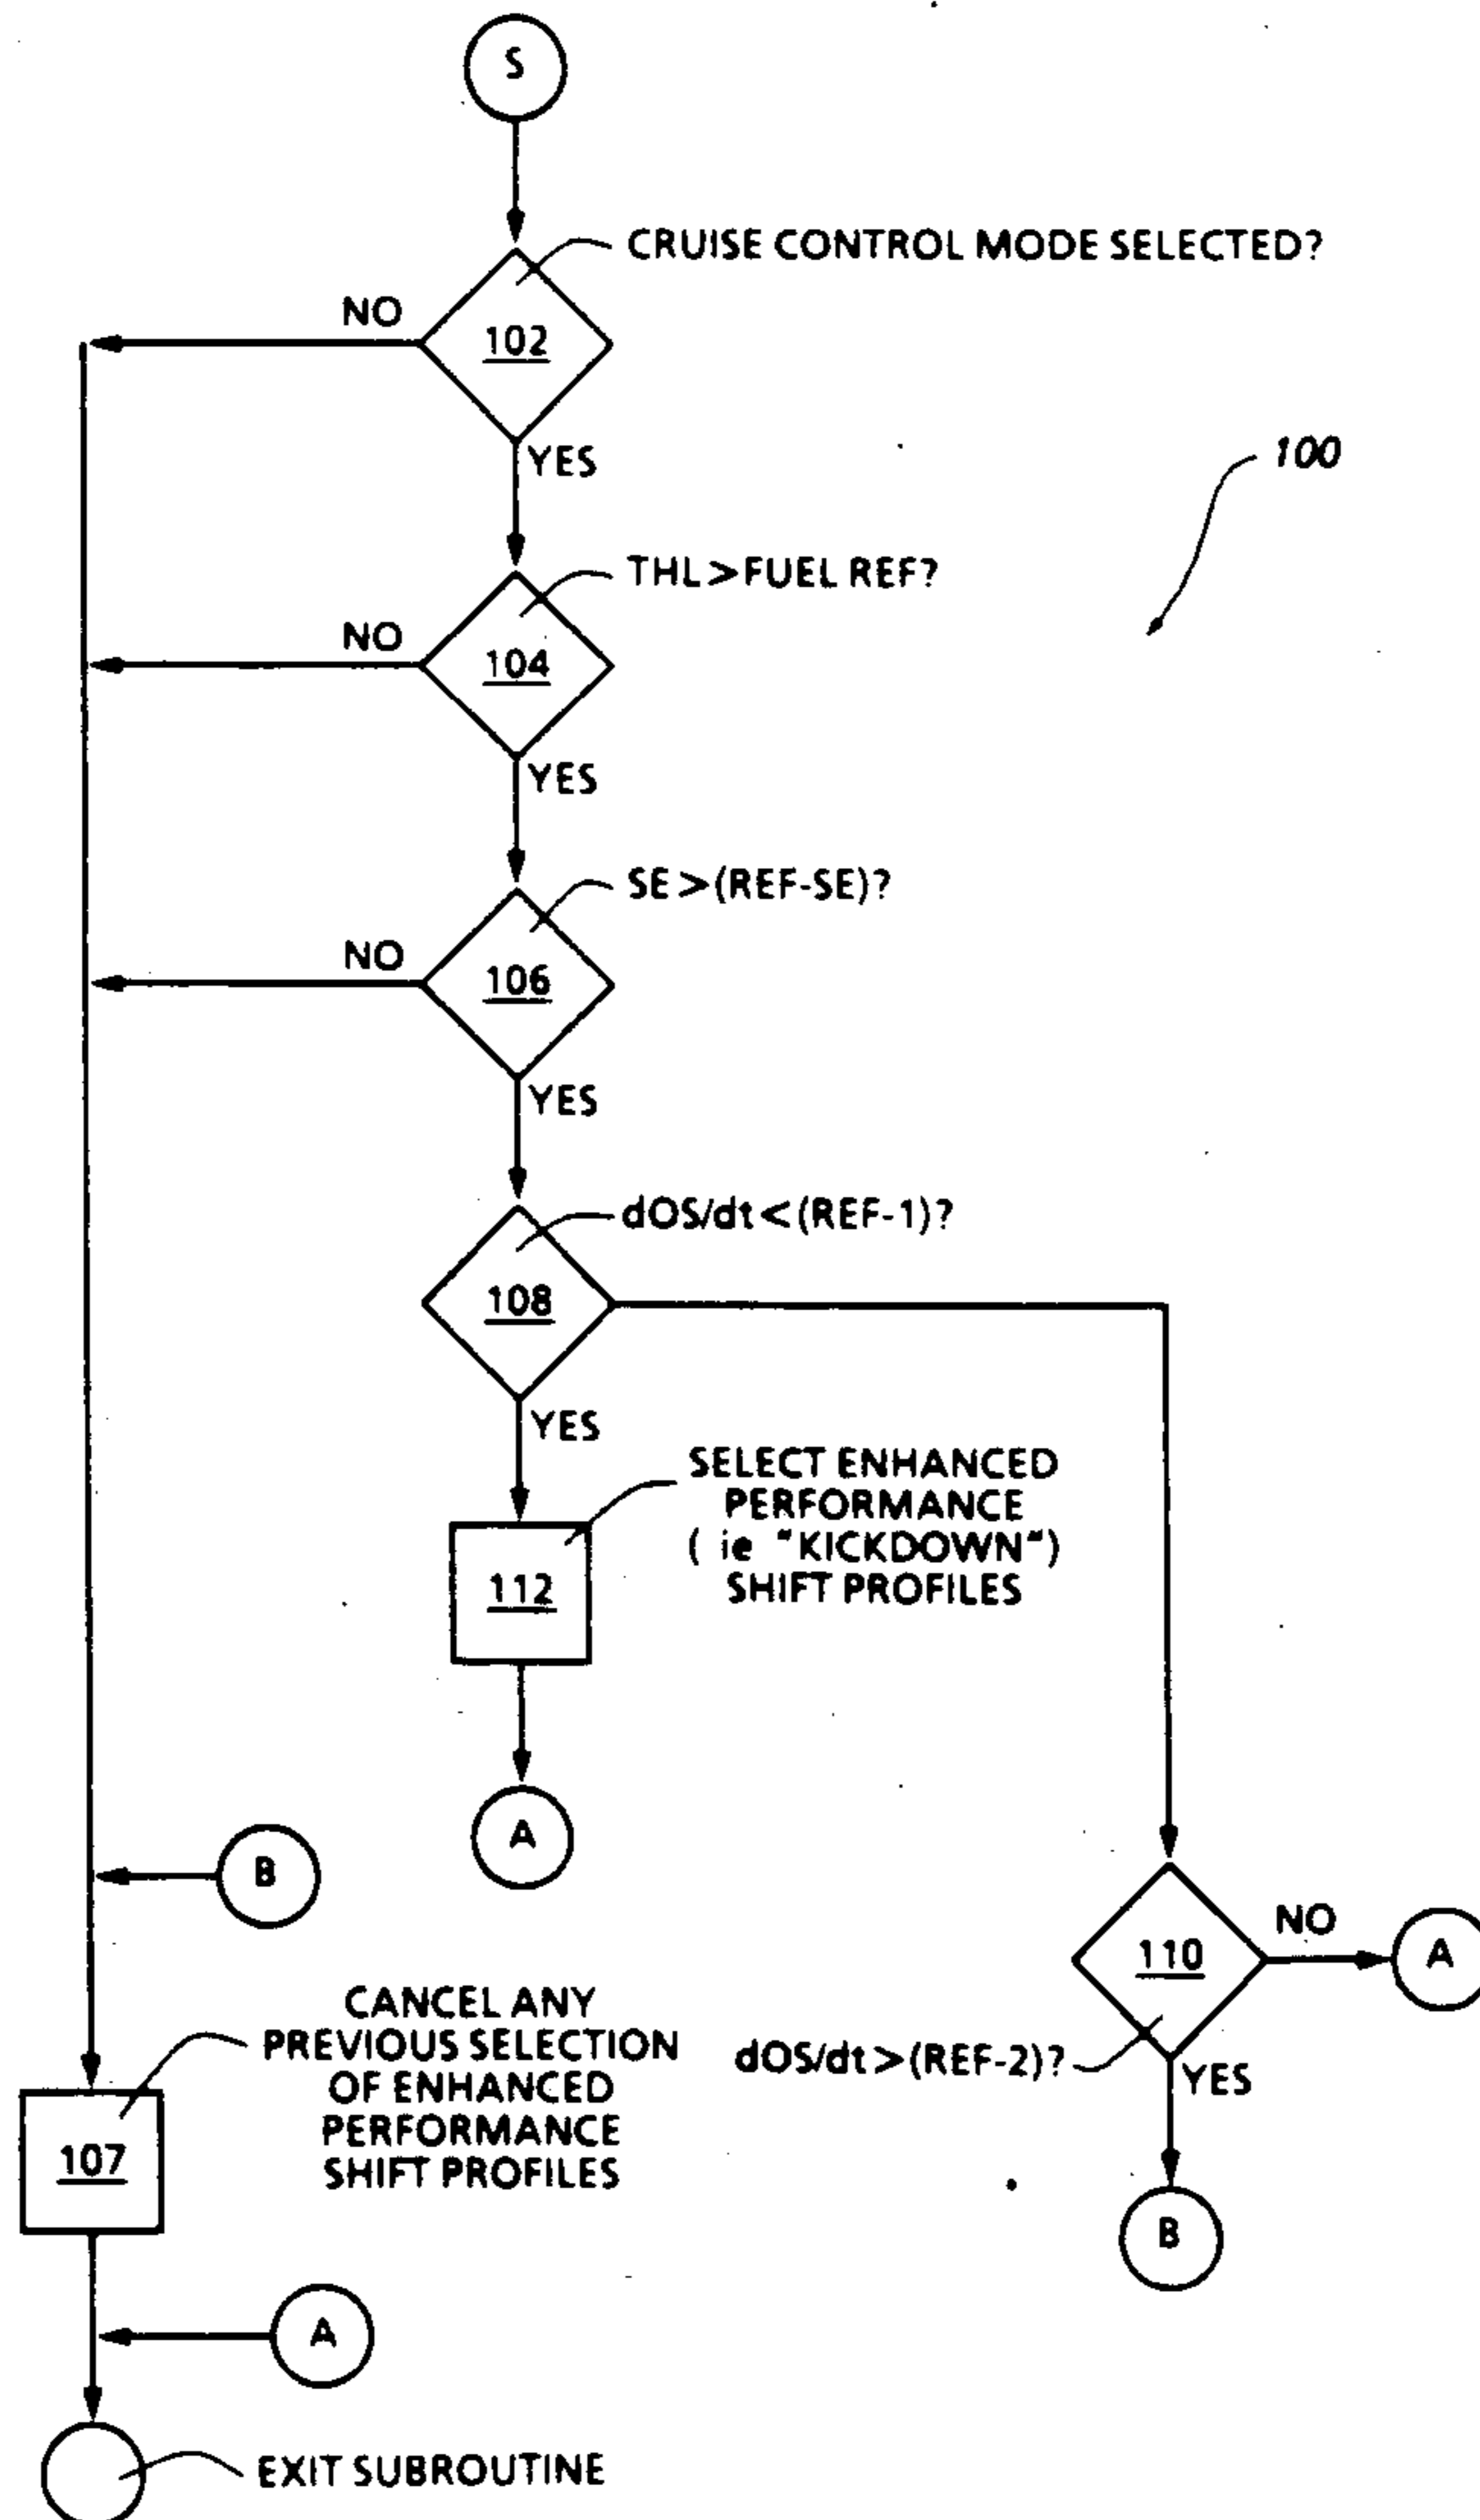 S
CRUISE CONTROL MODE SELECTED?
NO
102
YES
100
THL>FUEL REF?
NO
104
YES
SE>(REF-SE)?
NO
106
YES
dOS/dt<(REF-1)?
108
YES
SELECT ENHANCED
PERFORMANCE
( ie "KICKDOWN")
SHIFT PROFILES
112
A
B
NO
110
A
CANCEL ANY
PREVIOUS SELECTION
OF ENHANCED
PERFORMANCE
SHIFT PROFILES
dOS/dt>(REF-2)?
YES
107
B
A
EXIT SUBROUTINE